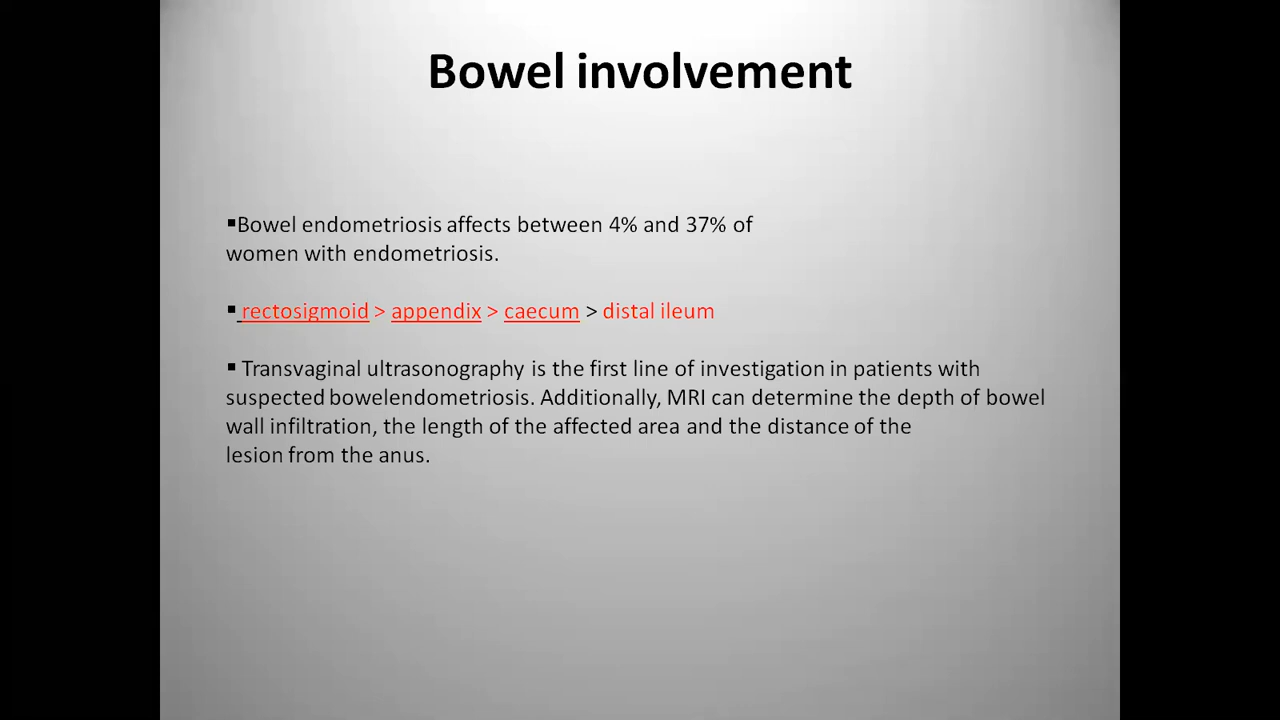 Bowel involvement
▪Bowel endometriosis affects between 4% and 37% of
women with endometriosis.
▪ rectosigmoid > appendix > caecum > distal ileum
▪ Transvaginal ultrasonography is the first line of investigation in patients with
suspected bowelendometriosis. Additionally, MRI can determine the depth of bowel
wall infiltration, the length of the affected area and the distance of the
lesion from the anus.